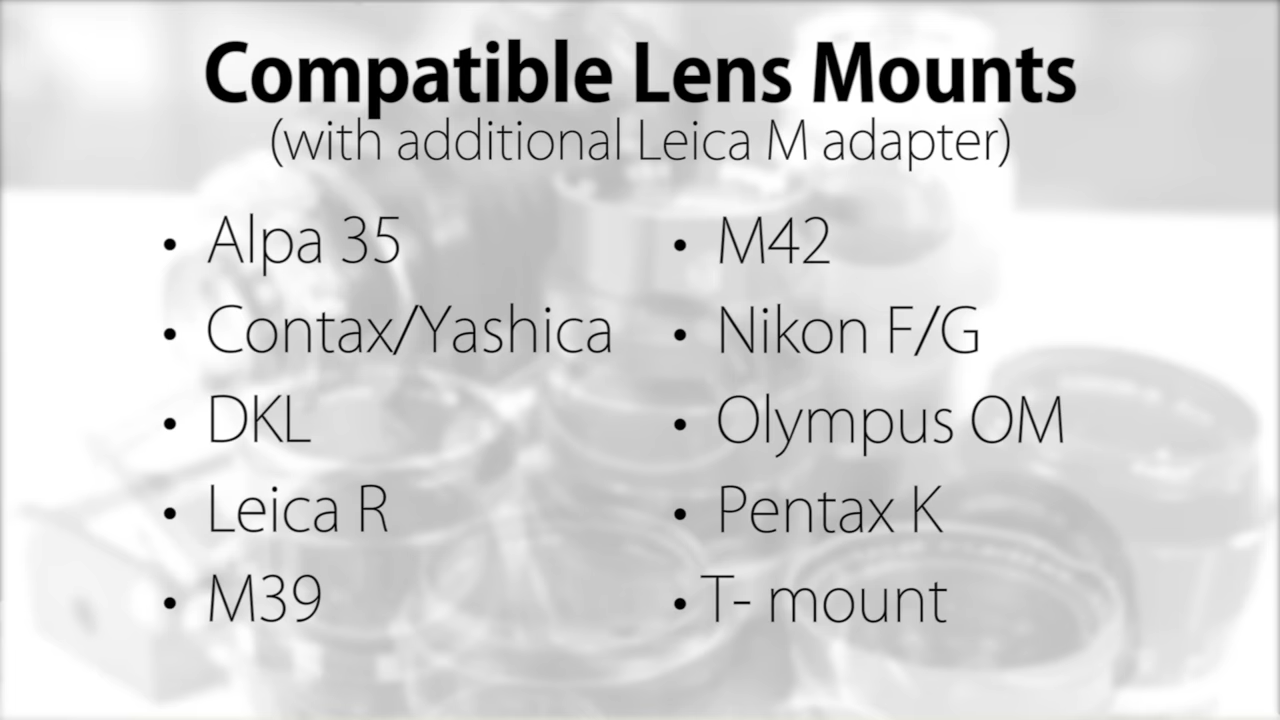 Compatible Lens Mounts
(with additional Leica M adapter)
• Alpa 35
• Contax/Yashica
• DKL
• Leica R
• M39
• M42
• Nikon F/G
• Olympus OM
• Pentax K
• T- mount